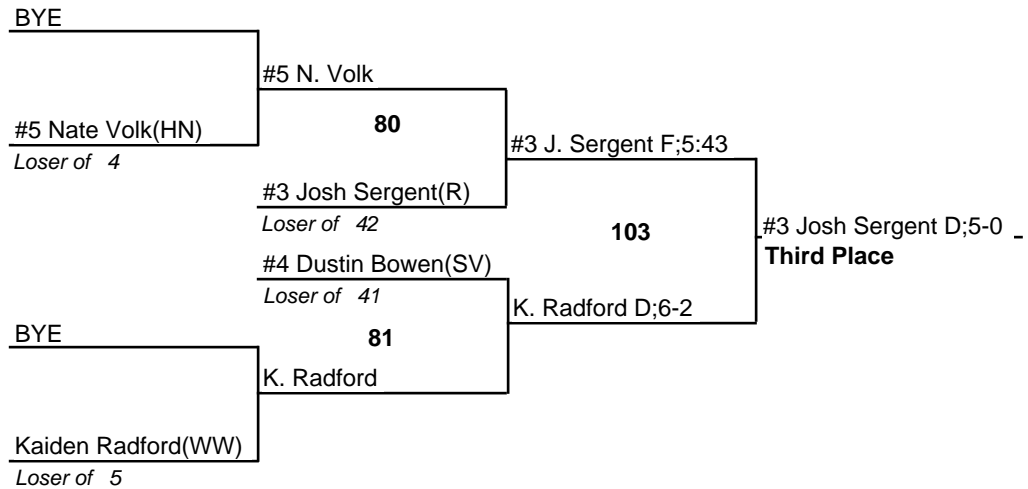 BYE
#5 N. Volk
80
#5 Nate Volk(HN)
Loser of 4
#3 J. Sergent F;5:43
#3 Josh Sergent(R)
Loser of 42
103
#3 Josh Sergent D;5-0
Third Place
#4 Dustin Bowen(SV)
Loser of 41
K. Radford D;6-2
BYE
81
K. Radford
Kaiden Radford(WW)
Loser of 5